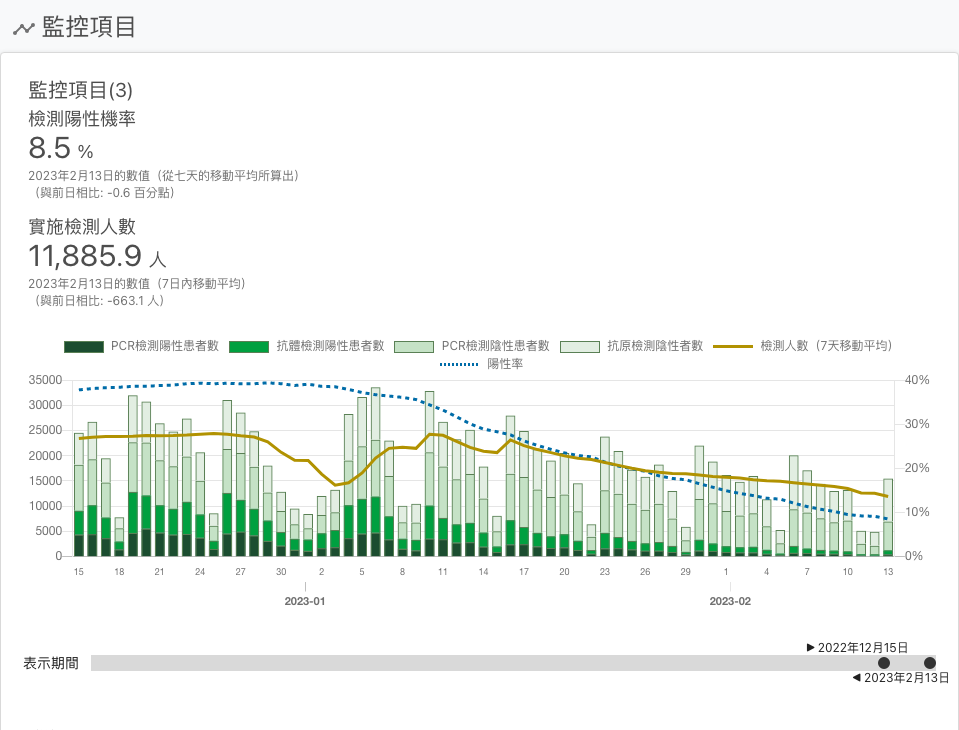 監控項目
監控項目(3)
檢測陽性機率
8.5 %
2023年2月13日的數值（從七天的移動平均所算出）
（與前日相比: -0.6 百分點）
實施檢測人數
11,885.9 人
2023年2月13日的數值（7日內移動平均）
（與前日相比: -663.1 人）
PCR檢測陽性患者數 抗體檢測陽性患者數 PCR檢測陰性患者數 抗原檢測陰性者數 檢測人數（7天移動平均）
陽性率
35000 40%
30000
25000 30%
20000
15000 20%
10000 10%
5000
0 0%
15 18 21 24 27 30 2 5 8 11 14 17 20 23 26 29 1 4 7 10 13
2023-01 2023-02
2022年12月15日
表示期間
2023年2月13日